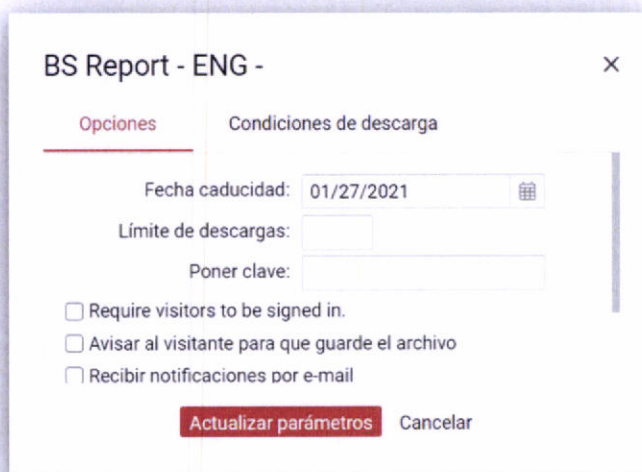 BS Report - ENG -
Opciones Condiciones de descarga
Fecha caducidad: 01/27/2021
Límite de descargas:
Poner clave:
Require visitors to be signed in.
Avisar al visitante para que guarde el archivo
Recibir notificaciones por e-mail
Actualizar parámetros Cancelar